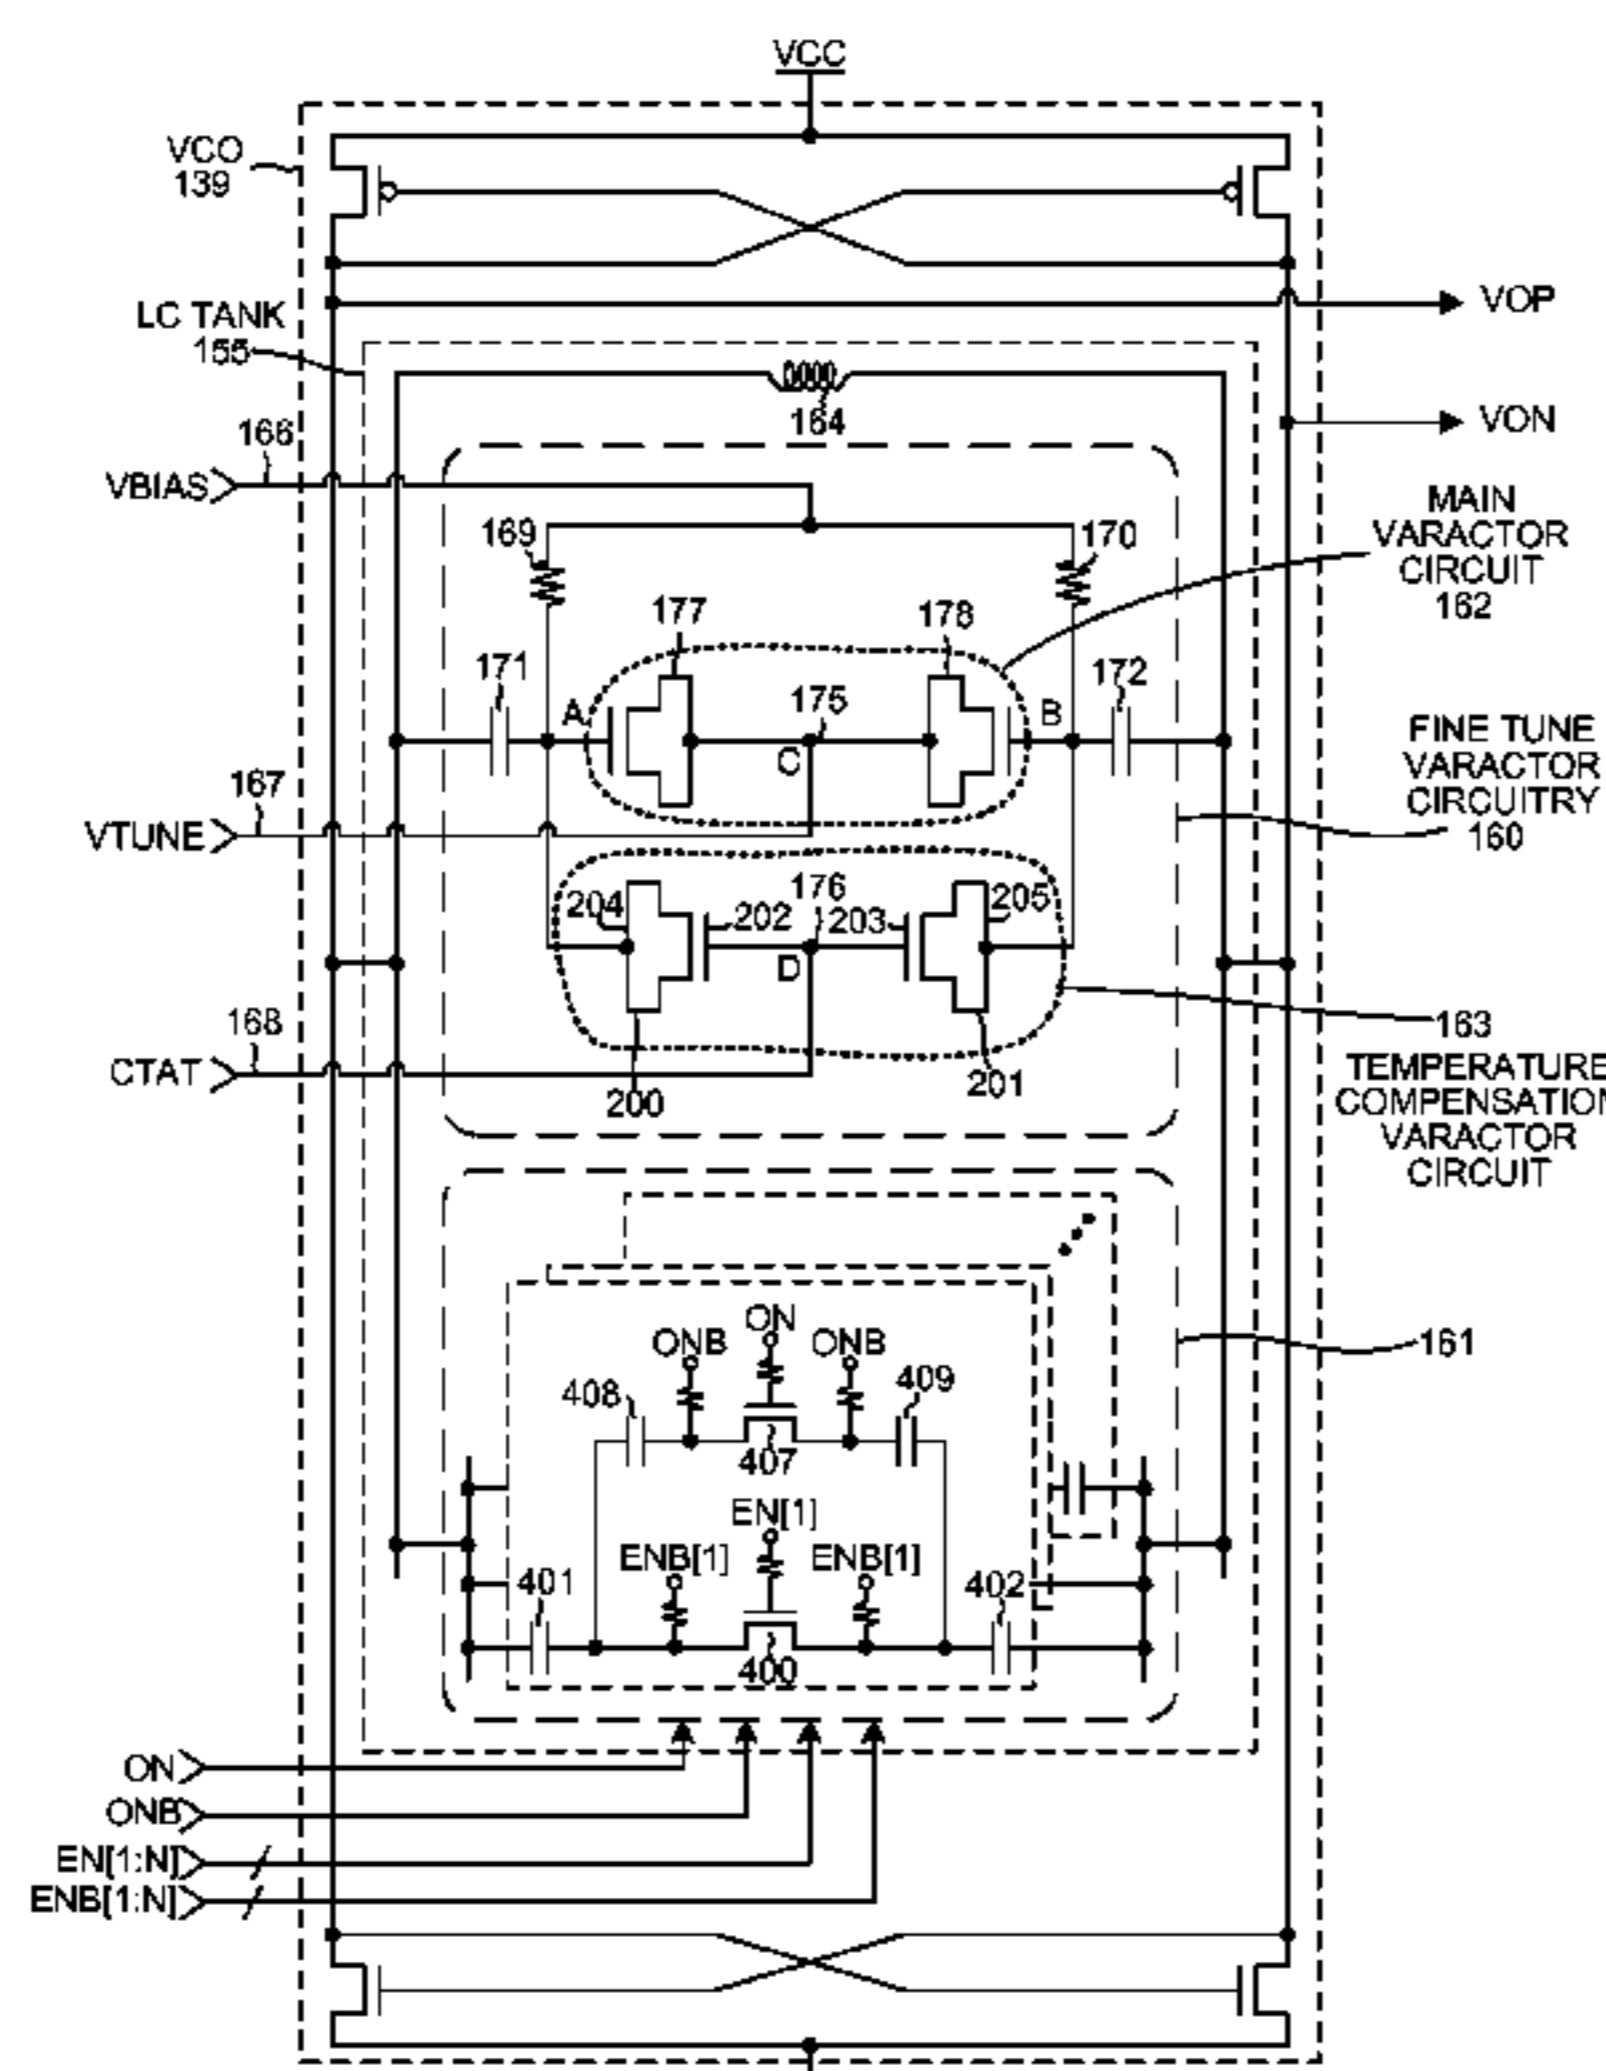 VCC
VCO
139
LC TANK
155
VOP
164
VON
166
VBIAS
MAIN
VARACTOR
CIRCUIT
162
169
170
177
178
171
172
175
A
B
C
FINE TUNE
VARACTOR
CIRCUITRY
160
167
VTUNE
204
202
176
203
205
D
168
CTAT
200
201
163
TEMPERATURE
COMPENSATION
VARACTOR
CIRCUIT
161
ONB
ON
ONB
408
409
407
EN[1]
ENB[1]
ENB[1]
401
402
400
ON
ONB
EN[1:N]
ENB[1:N]